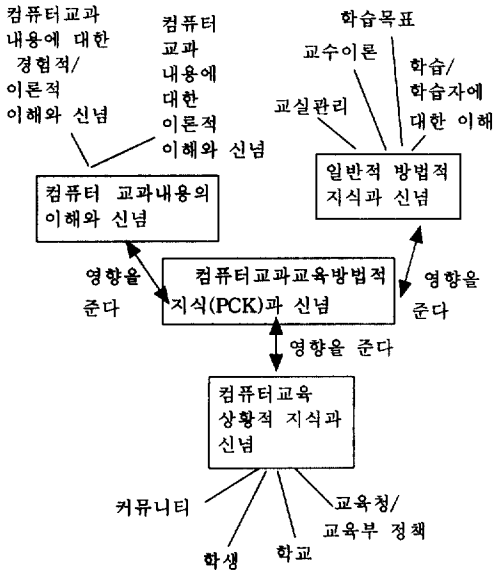 컴퓨터교과
내용에 대한
경험적/
이론적
이해와 신념
컴퓨터
교과
내용에
대한
이론적
이해와 신념
학습목표
교수이론
교실관리
학습/
학습자에
대한 이해
컴퓨터 교과내용의
이해와 신념
일반적 방법적
지식과 신념
영향을
준다
컴퓨터교과교육방법적
지식(PCK)과 신념
영향을
준다
영향을 준다
컴퓨터교육
상황적 지식과
신념
커뮤니티
학생
학교
교육청/
교육부 정책